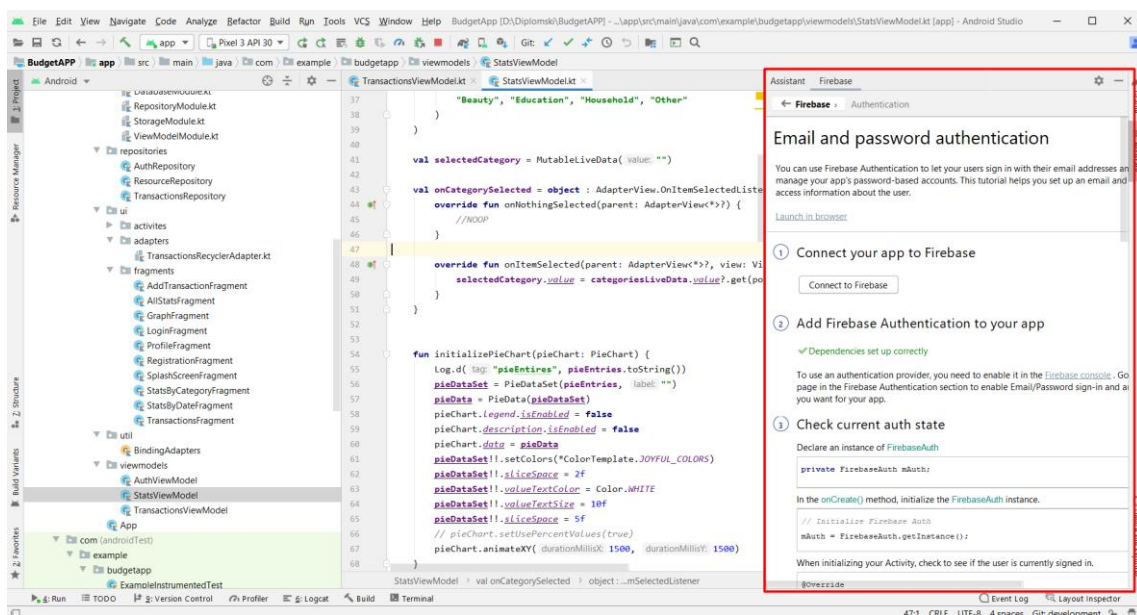 File Edit View Navigate Code Analyze Refactor Build Run Tools VCS Window Help BudgetApp [D:\Diplomski\BudgetAPP] - ...\app\src\main\java\com\example\budgetapp\viewmodels\StatsViewModel.kt [app] - Android Studio
app Pixel 3 API 30 Git:
BudgetAPP app src main java com example budgetapp viewmodels StatsViewModel
Android
TransactionsViewModel.kt StatsViewModel.kt
1: Project
Resource Manager
Z: Structure
Build Variants
2: Favorites
DatabaseModule.kt
RepositoryModule.kt
StorageModule.kt
ViewModelModule.kt
repositories
AuthRepository
ResourceRepository
TransactionsRepository
ui
activites
adapters
TransactionsRecyclerAdapter.kt
fragments
AddTransactionFragment
AllStatsFragment
GraphFragment
LoginFragment
ProfileFragment
RegistrationFragment
SplashScreenFragment
StatsByCategoryFragment
StatsByDateFragment
TransactionsFragment
util
BindingAdapters
viewmodels
AuthViewModel
StatsViewModel
TransactionsViewModel
App
com (androidTest)
example
budgetapp
ExampleInstrumentedTest
37 "Beauty", "Education", "Household", "Other"
38 )
39 )
40
41 val selectedCategory = MutableLiveData( value: "")
42
43 val onCategorySelected = object : AdapterView.OnItemSelectedListe
44 override fun onNothingSelected(parent: AdapterView<*>?) {
45 //NOOP
46 }
47
48 override fun onItemSelected(parent: AdapterView<*>?, view: Vi
49 selectedCategory.value = categoriesLiveData.value?.get(po
50 }
51 }
52
53
54 fun initializePieChart(pieChart: PieChart) {
55 Log.d( tag: "pieEntires", pieEntries.toString())
56 pieDataSet = PieDataSet(pieEntries, label: "")
57 pieData = PieData(pieDataSet)
58 pieChart.legend.isEnabled = false
59 pieChart.description.isEnabled = false
60 pieChart.data = pieData
61 pieDataSet!!.setColors(*ColorTemplate.JOYFUL_COLORS)
62 pieDataSet!!.sliceSpace = 2f
63 pieDataSet!!.valueTextColor = Color.WHITE
64 pieDataSet!!.valueTextSize = 10f
65 pieDataSet!!.sliceSpace = 5f
66 // pieChart.setUsePercentValues(true)
67 pieChart.animateXY( durationMillisX: 1500, durationMillisY: 1500)
68 }
StatsViewModel val onCategorySelected object : ...mSelectedListener
Assistant Firebase
← Firebase › Authentication
Email and password authentication
You can use Firebase Authentication to let your users sign in with their email addresses an
manage your app's password-based accounts. This tutorial helps you set up an email and
access information about the user.
Launch in browser
1 Connect your app to Firebase
Connect to Firebase
2 Add Firebase Authentication to your app
Dependencies set up correctly
To use an authentication provider, you need to enable it in the Firebase console . Go
page in the Firebase Authentication section to enable Email/Password sign-in and a
you want for your app.
3 Check current auth state
Declare an instance of FirebaseAuth
private FirebaseAuth mAuth;
In the onCreate() method, initialize the FirebaseAuth instance.
// Initialize Firebase Auth
mAuth = FirebaseAuth.getInstance();
When initializing your Activity, check to see if the user is currently signed in.
@Override
4: Run TODO 9: Version Control Profiler 6: Logcat Build Terminal Event Log Layout Inspector
47:1 CRLF UTF-8 4 spaces Git: development